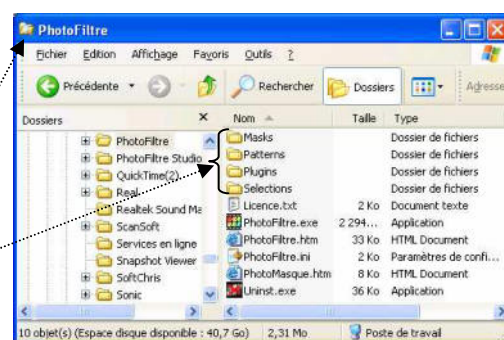 PhotoFiltre
Fichier Edition Affichage Favoris Outils ?
Précédente Rechercher Dossiers Adresse
Dossiers × Nom Taille Type
PhotoFiltre
PhotoFiltre Studio
QuickTime(2)
Real
Realtek Sound Ma
ScanSoft
Services en ligne
Snapshot Viewer
SoftChris
Sonic
Masks Dossier de fichiers
Patterns Dossier de fichiers
Plugins Dossier de fichiers
Selections Dossier de fichiers
Licence.txt 2 Ko Document texte
PhotoFiltre.exe 2 294... Application
PhotoFiltre.htm 33 Ko HTML Document
PhotoFiltre.ini 2 Ko Paramètres de confi...
PhotoMasque.htm 8 Ko HTML Document
Uninst.exe 36 Ko Application
10 objet(s) (Espace disque disponible : 40,7 Go) 2,31 Mo Poste de travail